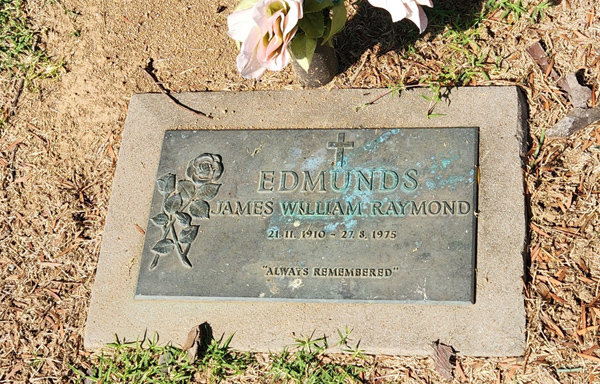 EDMUNDS
JAMES WILLIAM RAYMOND
21. 11. 1910 - 27. 8. 1975
"ALWAYS REMEMBERED"